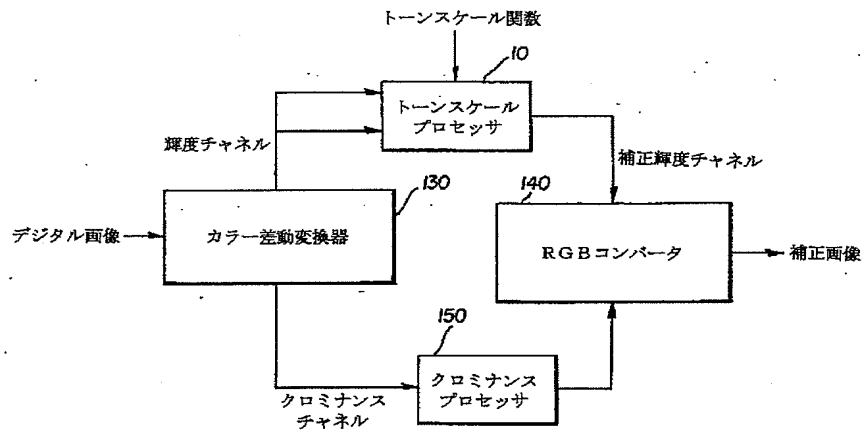 トーンスケール関数
10
トーンスケール
プロセッサ
輝度チャネル
補正輝度チャネル
130
140
デジタル画像
カラー差動変換器
RGBコンバータ
補正画像
150
クロミナンス
プロセッサ
クロミナンス
チャネル